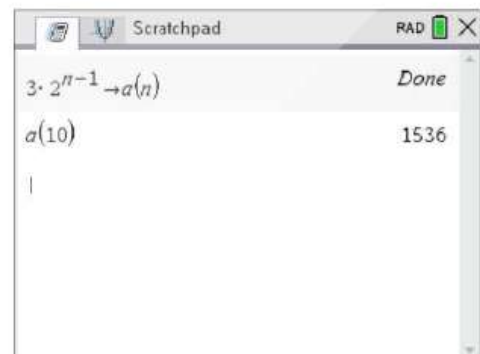 Scratchpad RAD
3· 2^{n−1} →a(n) Done
a(10) 1536